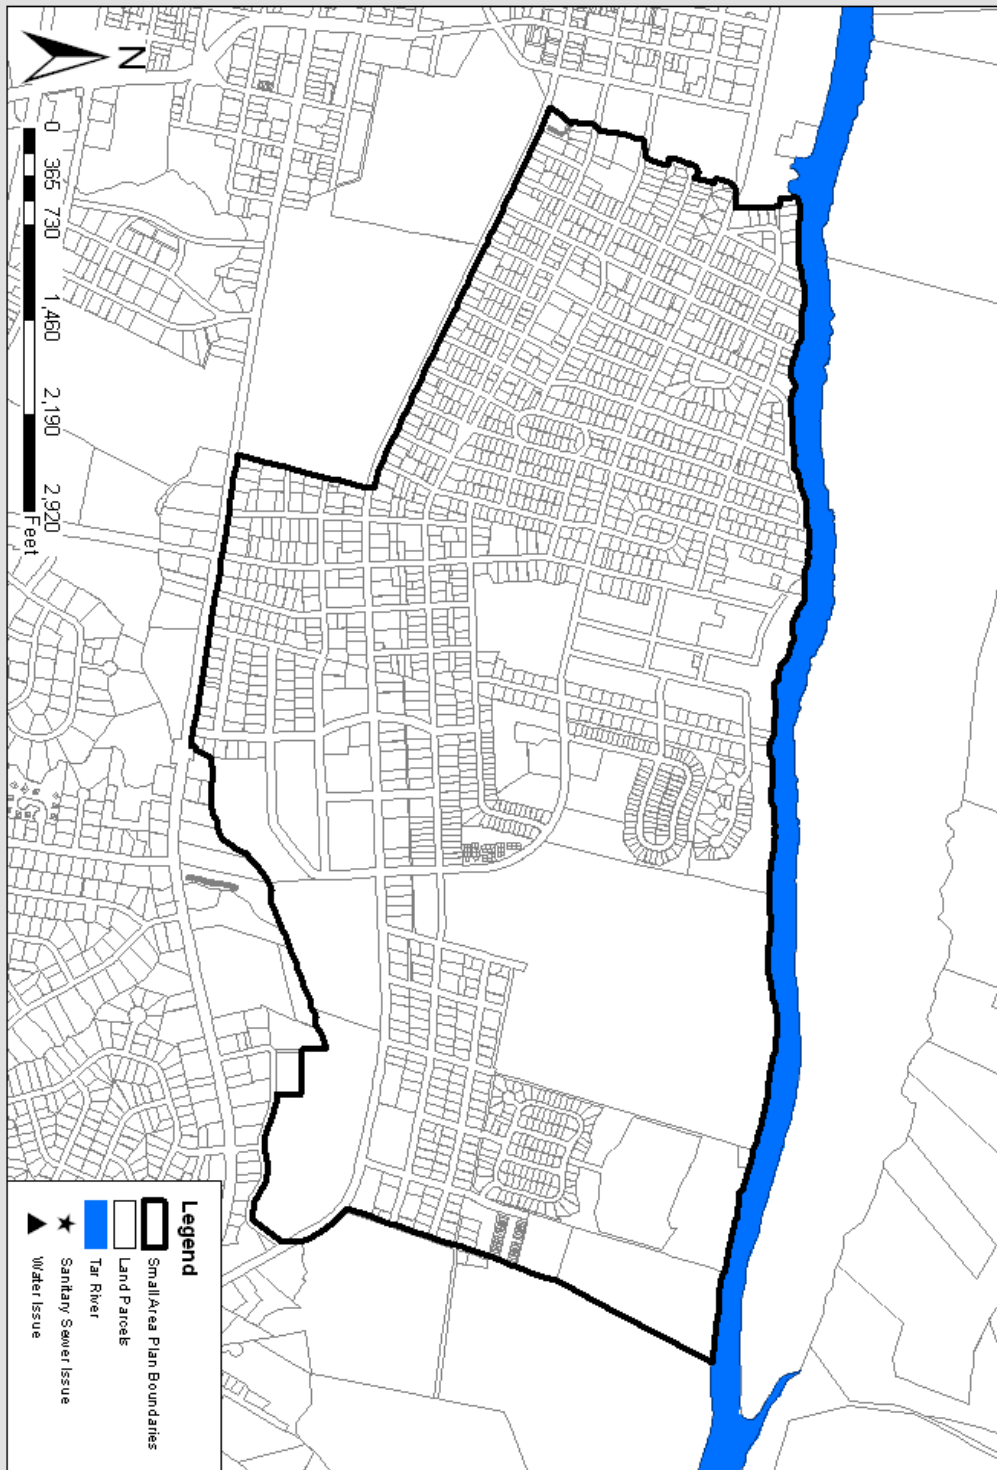 N
0 365 730 1,460 2,190 2,920
Feet
Legend
Small Area Plan Boundaries
Land Parcels
Tar River
Sanitary Sewer Issue
Water Issue